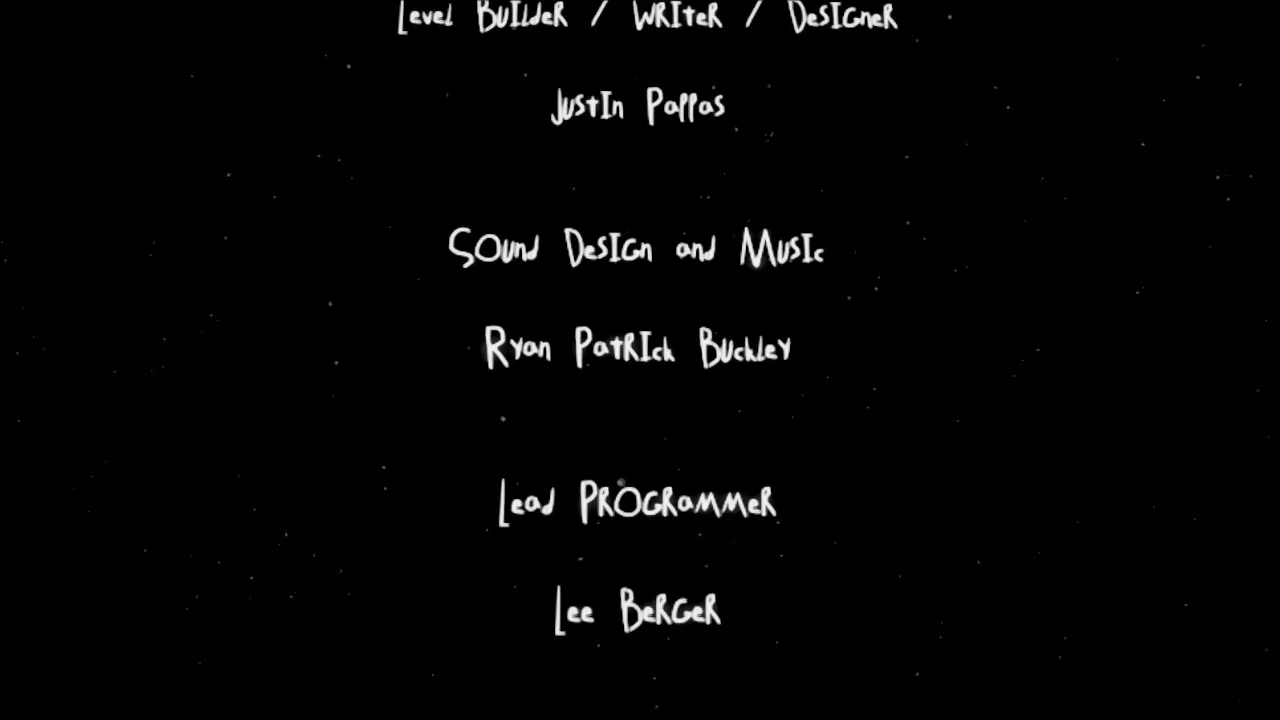 Level Builder / Writer / Designer
Justin Pappas
Sound Design and Music
Ryan Patrick Buckley
Lead Programmer
Lee Berger